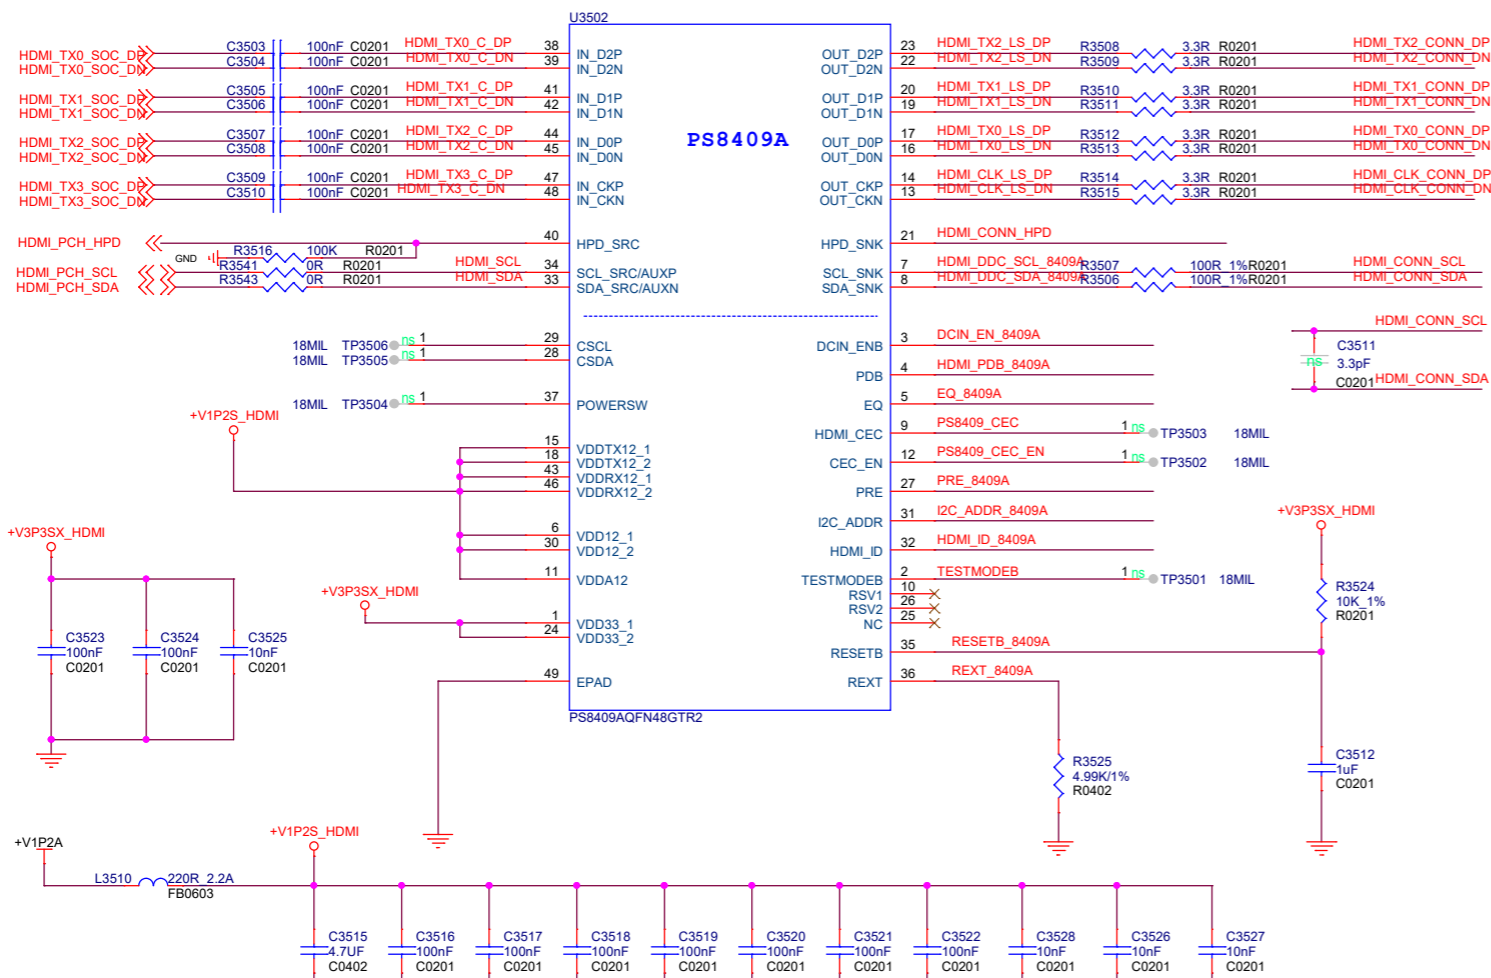 U3502
PS8409A
PS8409AQFN48GTR2
HDMI_TX0_SOC_DP C3503 100nF C0201 HDMI_TX0_C_DP 38 IN_D2P
HDMI_TX0_SOC_DN C3504 100nF C0201 HDMI_TX0_C_DN 39 IN_D2N
HDMI_TX1_SOC_DP C3505 100nF C0201 HDMI_TX1_C_DP 41 IN_D1P
HDMI_TX1_SOC_DN C3506 100nF C0201 HDMI_TX1_C_DN 42 IN_D1N
HDMI_TX2_SOC_DP C3507 100nF C0201 HDMI_TX2_C_DP 44 IN_D0P
HDMI_TX2_SOC_DN C3508 100nF C0201 HDMI_TX2_C_DN 45 IN_D0N
HDMI_TX3_SOC_DP C3509 100nF C0201 HDMI_TX3_C_DP 47 IN_CKP
HDMI_TX3_SOC_DN C3510 100nF C0201 HDMI_TX3_C_DN 48 IN_CKN
HDMI_PCH_HPD 40 HPD_SRC
GND R3516 100K R0201
HDMI_PCH_SCL R3541 0R R0201 HDMI_SCL 34 SCL_SRC/AUXP
HDMI_PCH_SDA R3543 0R R0201 HDMI_SDA 33 SDA_SRC/AUXN
18MIL TP3506 ns 1 29 CSCL
18MIL TP3505 ns 1 28 CSDA
18MIL TP3504 ns 1 37 POWERSW
+V1P2S_HDMI
15 VDDTX12_1
18 VDDTX12_2
43 VDDRX12_1
46 VDDRX12_2
6 VDD12_1
30 VDD12_2
11 VDDA12
+V3P3SX_HDMI
1 VDD33_1
24 VDD33_2
49 EPAD
OUT_D2P 23 HDMI_TX2_LS_DP R3508 3.3R R0201 HDMI_TX2_CONN_DP
OUT_D2N 22 HDMI_TX2_LS_DN R3509 3.3R R0201 HDMI_TX2_CONN_DN
OUT_D1P 20 HDMI_TX1_LS_DP R3510 3.3R R0201 HDMI_TX1_CONN_DP
OUT_D1N 19 HDMI_TX1_LS_DN R3511 3.3R R0201 HDMI_TX1_CONN_DN
OUT_D0P 17 HDMI_TX0_LS_DP R3512 3.3R R0201 HDMI_TX0_CONN_DP
OUT_D0N 16 HDMI_TX0_LS_DN R3513 3.3R R0201 HDMI_TX0_CONN_DN
OUT_CKP 14 HDMI_CLK_LS_DP R3514 3.3R R0201 HDMI_CLK_CONN_DP
OUT_CKN 13 HDMI_CLK_LS_DN R3515 3.3R R0201 HDMI_CLK_CONN_DN
HPD_SNK 21 HDMI_CONN_HPD
SCL_SNK 7 HDMI_DDC_SCL_8409A R3507 100R_1% R0201 HDMI_CONN_SCL
SDA_SNK 8 HDMI_DDC_SDA_8409A R3506 100R_1% R0201 HDMI_CONN_SDA
DCIN_ENB 3 DCIN_EN_8409A
PDB 4 HDMI_PDB_8409A
EQ 5 EQ_8409A
HDMI_CEC 9 PS8409_CEC 1 ns TP3503 18MIL
CEC_EN 12 PS8409_CEC_EN 1 ns TP3502 18MIL
PRE 27 PRE_8409A
I2C_ADDR 31 I2C_ADDR_8409A
HDMI_ID 32 HDMI_ID_8409A
TESTMODEB 2 TESTMODEB 1 ns TP3501 18MIL
RSV1 10
RSV2 26
NC 25
RESETB 35 RESETB_8409A
REXT 36 REXT_8409A
HDMI_CONN_SCL
C3511
ns 3.3pF
C0201 HDMI_CONN_SDA
+V3P3SX_HDMI
R3524
10K_1%
R0201
C3512
1uF
C0201
R3525
4.99K/1%
R0402
+V3P3SX_HDMI
C3523 C3524 C3525
100nF 100nF 10nF
C0201 C0201 C0201
+V1P2A +V1P2S_HDMI
L3510 220R_2.2A
FB0603
C3515 C3516 C3517 C3518 C3519 C3520 C3521 C3522 C3528 C3526 C3527
4.7UF 100nF 100nF 100nF 100nF 100nF 100nF 100nF 10nF 10nF 10nF
C0402 C0201 C0201 C0201 C0201 C0201 C0201 C0201 C0201 C0201 C0201